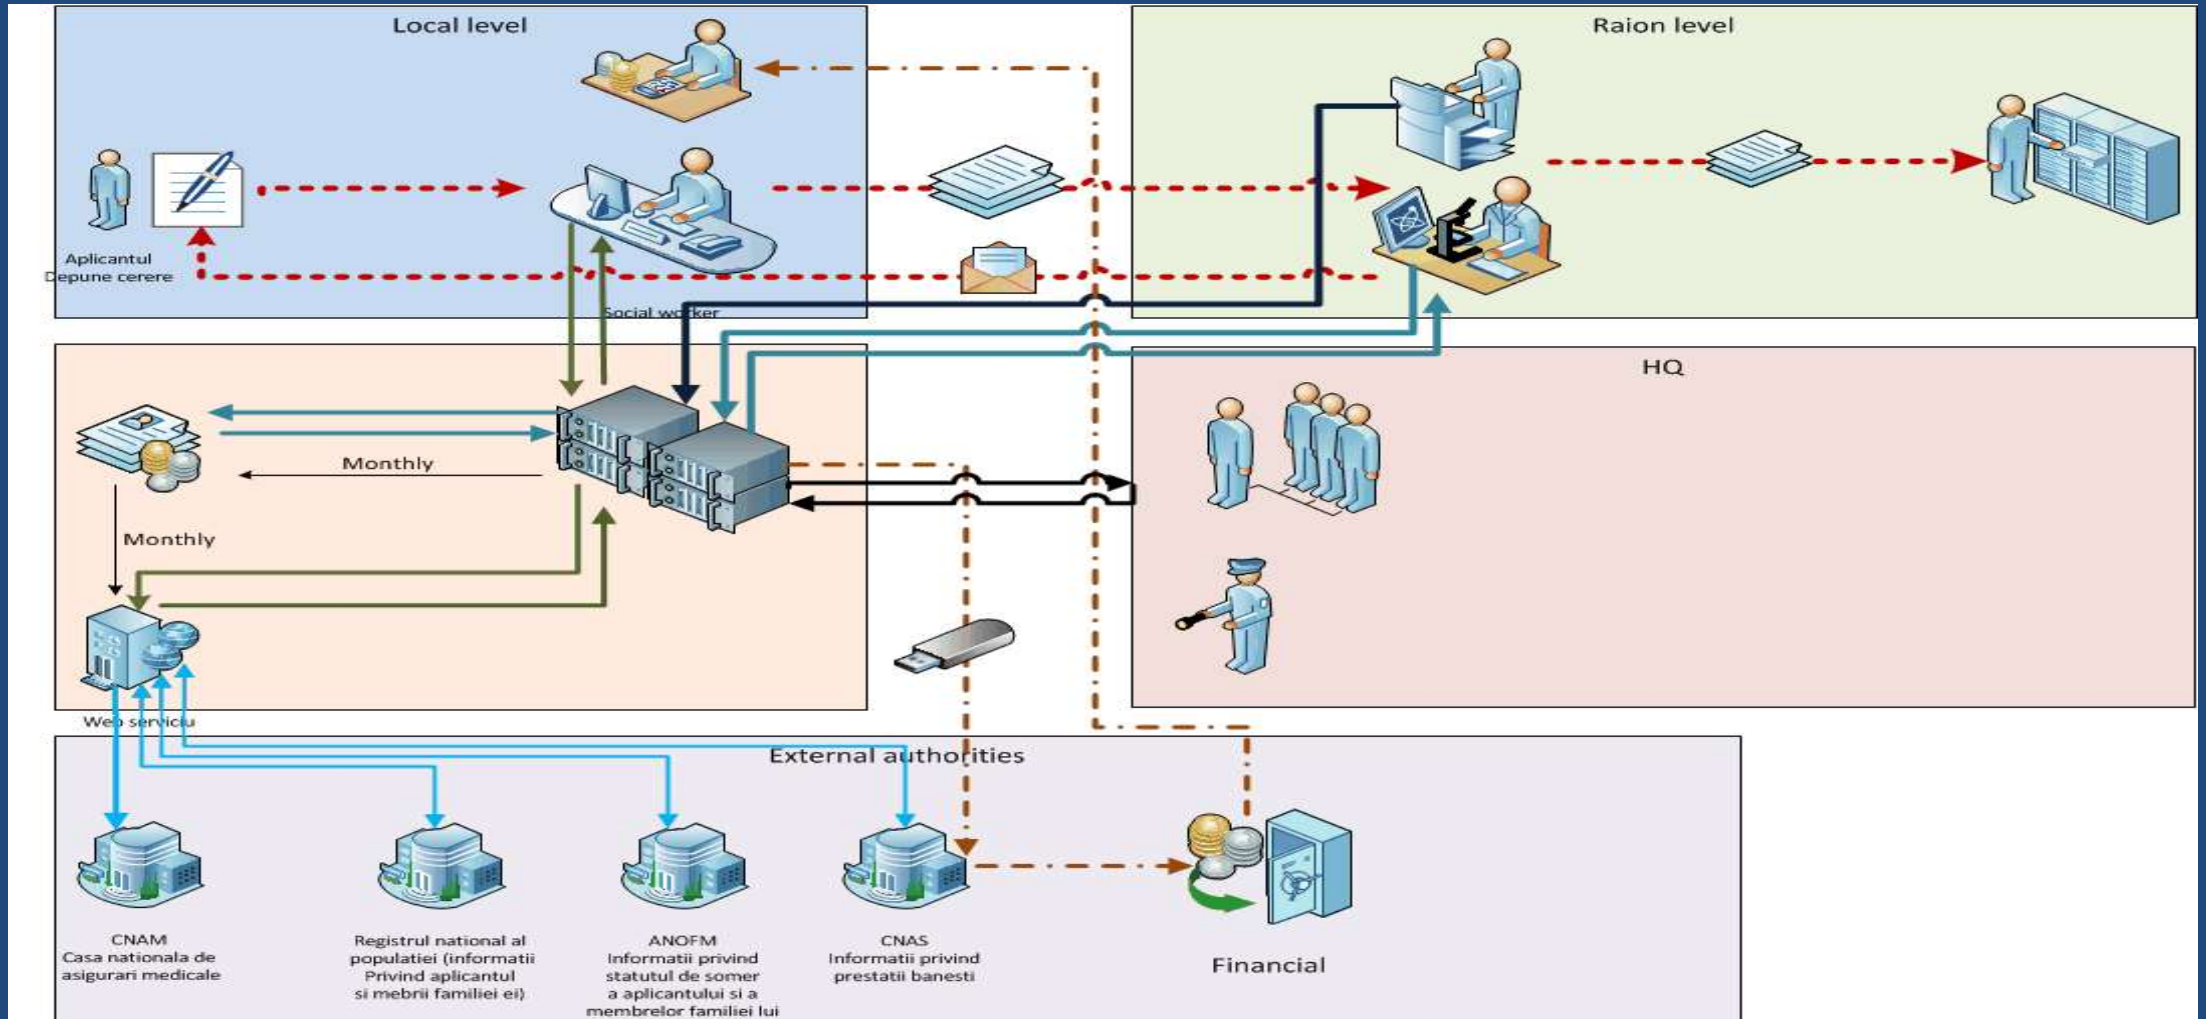 Local level
Raion level
Aplicantul
Depune cerere
Social worker
HQ
Monthly
Monthly
Web serviciu
External authorities
CNAM
Casa nationala de
asigurari medicale
Registrul national al
populatiei (informatii
Privind aplicantul
si mebrii familiei ei)
ANOFM
Informatii privind
statutul de somer
a aplicantului si a
membrelor familiei lui
CNAS
Informatii privind
prestatii banesti
Financial